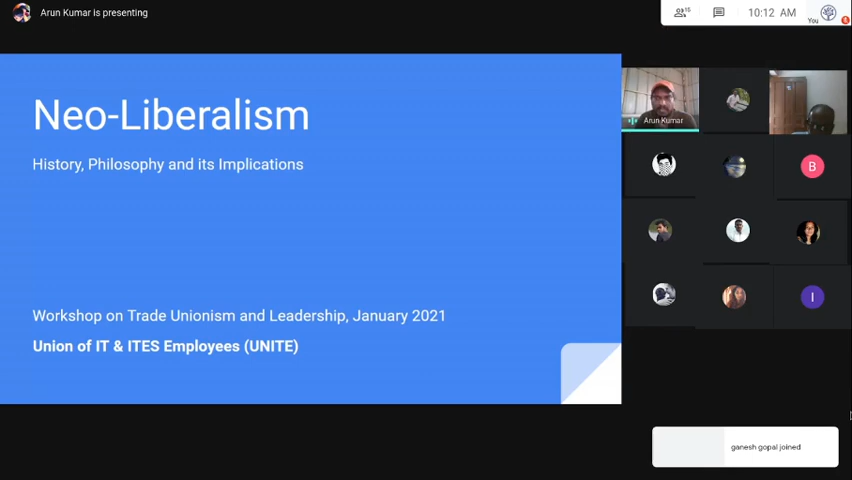 Arun Kumar is presenting
15
10:12 AM
You
Neo-Liberalism
History, Philosophy and its Implications
Workshop on Trade Unionism and Leadership, January 2021
Union of IT & ITES Employees (UNITE)
Arun Kumar
B
I
ganesh gopal joined